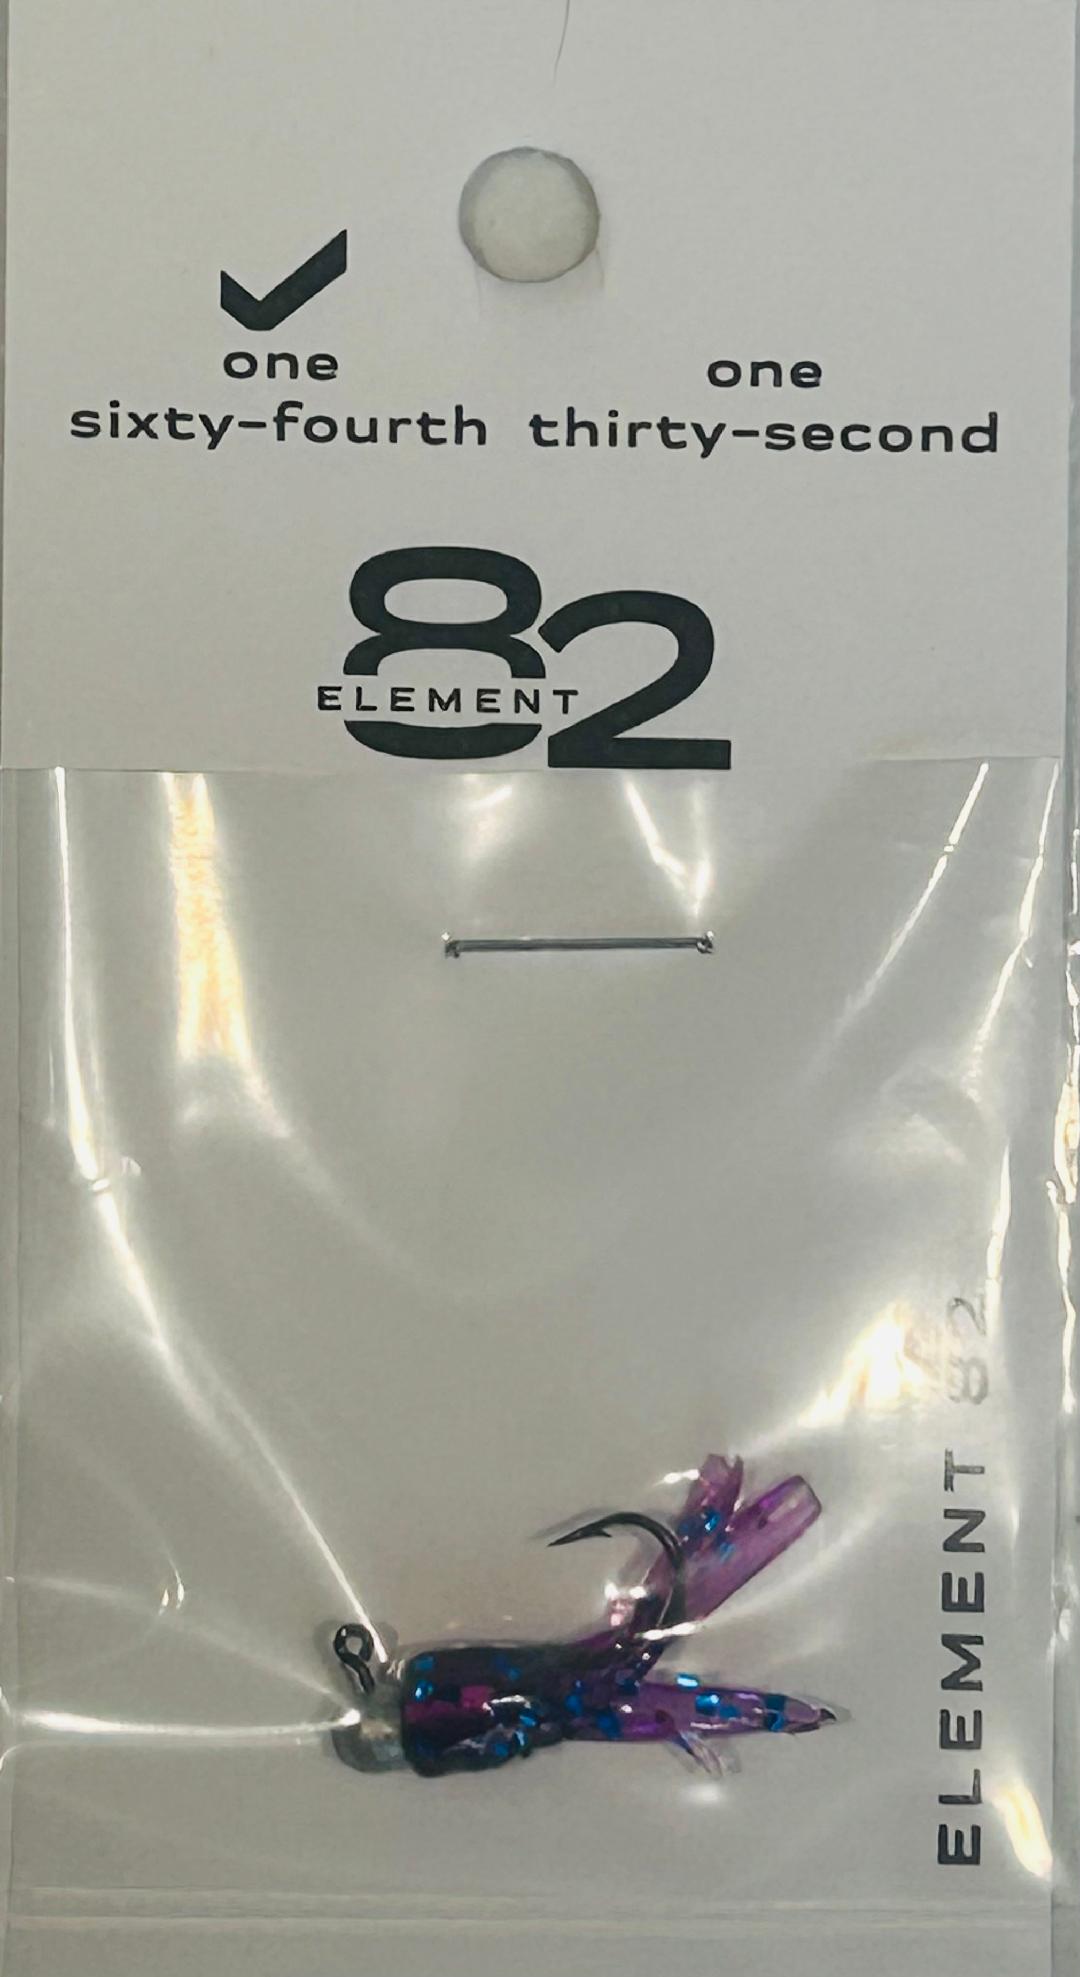 one one
sixty-fourth thirty-second
82
ELEMENT
ELEMENT 82